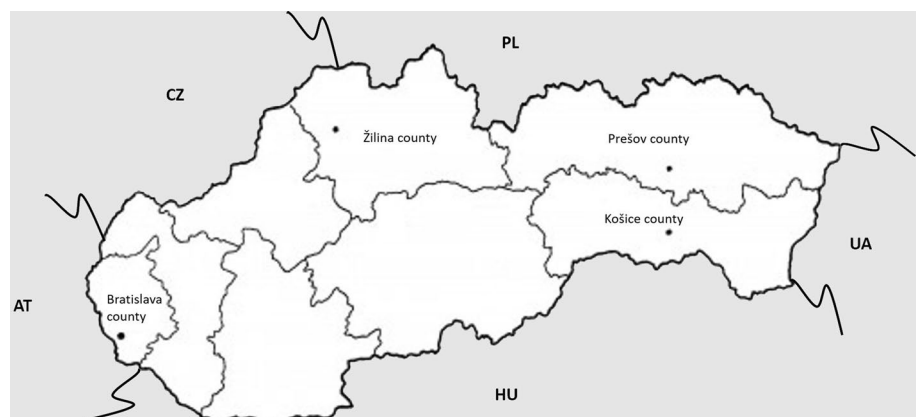 PL
CZ
Žilina county
Prešov county
Košice county
UA
Bratislava
county
AT
HU